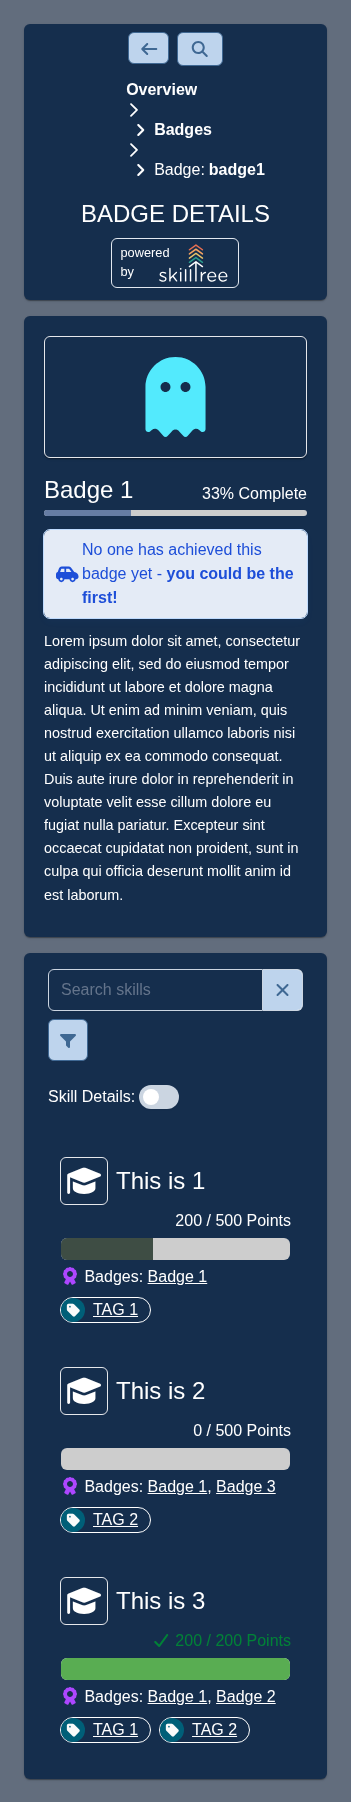 Overview
Badges
Badge: badge1
BADGE DETAILS
powered
by skilltree
Badge 1 33% Complete
No one has achieved this
badge yet - you could be the
first!
Lorem ipsum dolor sit amet, consectetur
adipiscing elit, sed do eiusmod tempor
incididunt ut labore et dolore magna
aliqua. Ut enim ad minim veniam, quis
nostrud exercitation ullamco laboris nisi
ut aliquip ex ea commodo consequat.
Duis aute irure dolor in reprehenderit in
voluptate velit esse cillum dolore eu
fugiat nulla pariatur. Excepteur sint
occaecat cupidatat non proident, sunt in
culpa qui officia deserunt mollit anim id
est laborum.
Search skills
Skill Details:
This is 1
200 / 500 Points
Badges: Badge 1
TAG 1
This is 2
0 / 500 Points
Badges: Badge 1, Badge 3
TAG 2
This is 3
200 / 200 Points
Badges: Badge 1, Badge 2
TAG 1 TAG 2